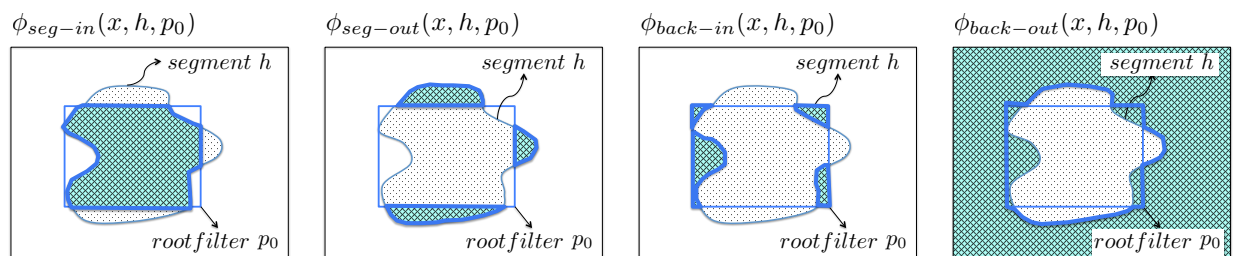 ϕ_{seg−in}(x, h, p_0)
segment h
rootfilter p_0
ϕ_{seg−out}(x, h, p_0)
segment h
rootfilter p_0
ϕ_{back−in}(x, h, p_0)
segment h
rootfilter p_0
ϕ_{back−out}(x, h, p_0)
segment h
rootfilter p_0